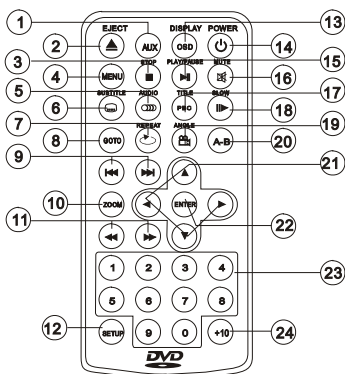 1 13
EJECT DISPLAY POWER
2 AUX OSD 14
3 STOP PLAY/PAUSE MUTE 15
4 MENU 16
5 SUBTITLE AUDIO TITLE SLOW 17
6 PBC 18
7 REPEAT ANGLE 19
8 GOTO A-B 20
9 21
10 ZOOM ENTER
11 22
1 2 3 4 23
5 6 7 8
12 SETUP 9 0 +10 24
DVD